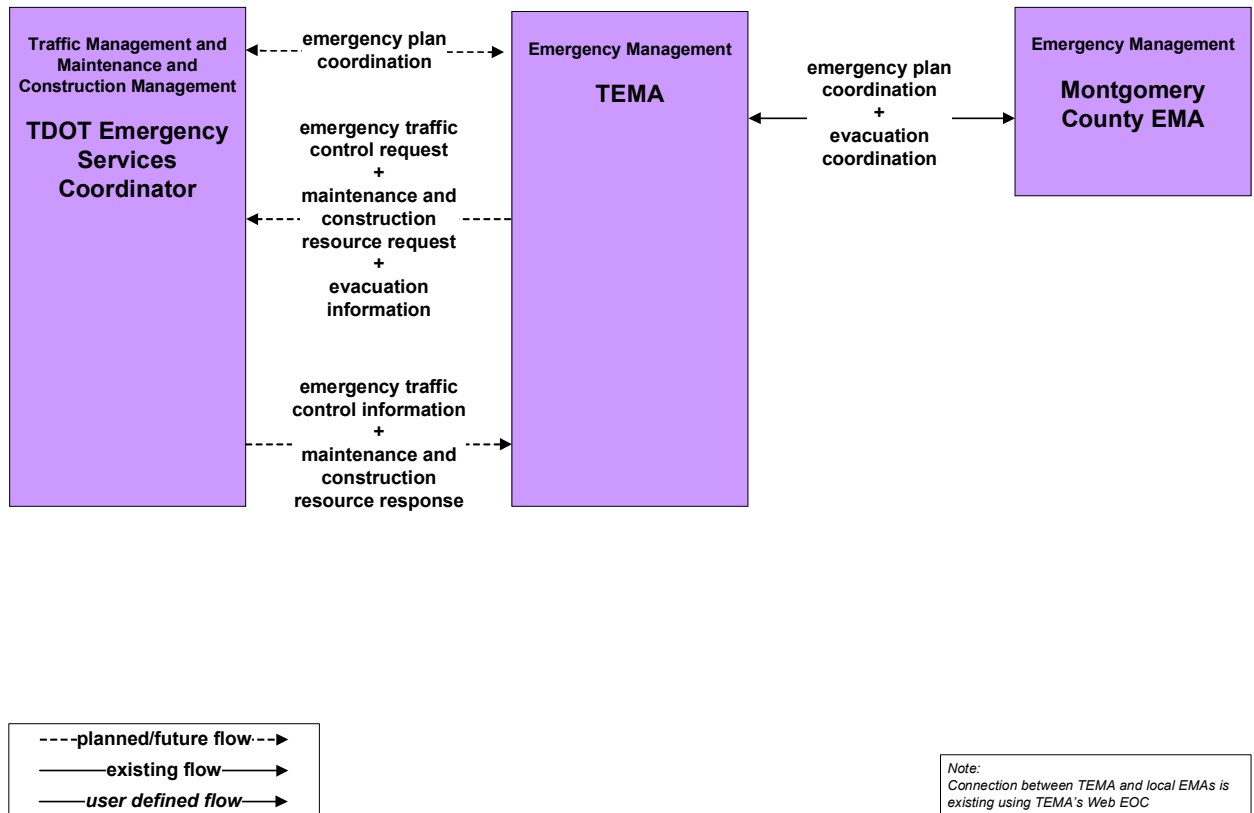 Traffic Management and
Maintenance and
Construction Management
TDOT Emergency
Services
Coordinator
emergency plan
coordination
emergency traffic
control request
+
maintenance and
construction
resource request
+
evacuation
information
emergency traffic
control information
+
maintenance and
construction
resource response
Emergency Management
TEMA
emergency plan
coordination
+
evacuation
coordination
Emergency Management
Montgomery
County EMA
planned/future flow
existing flow
user defined flow
Note:
Connection between TEMA and local EMAs is
existing using TEMA's Web EOC